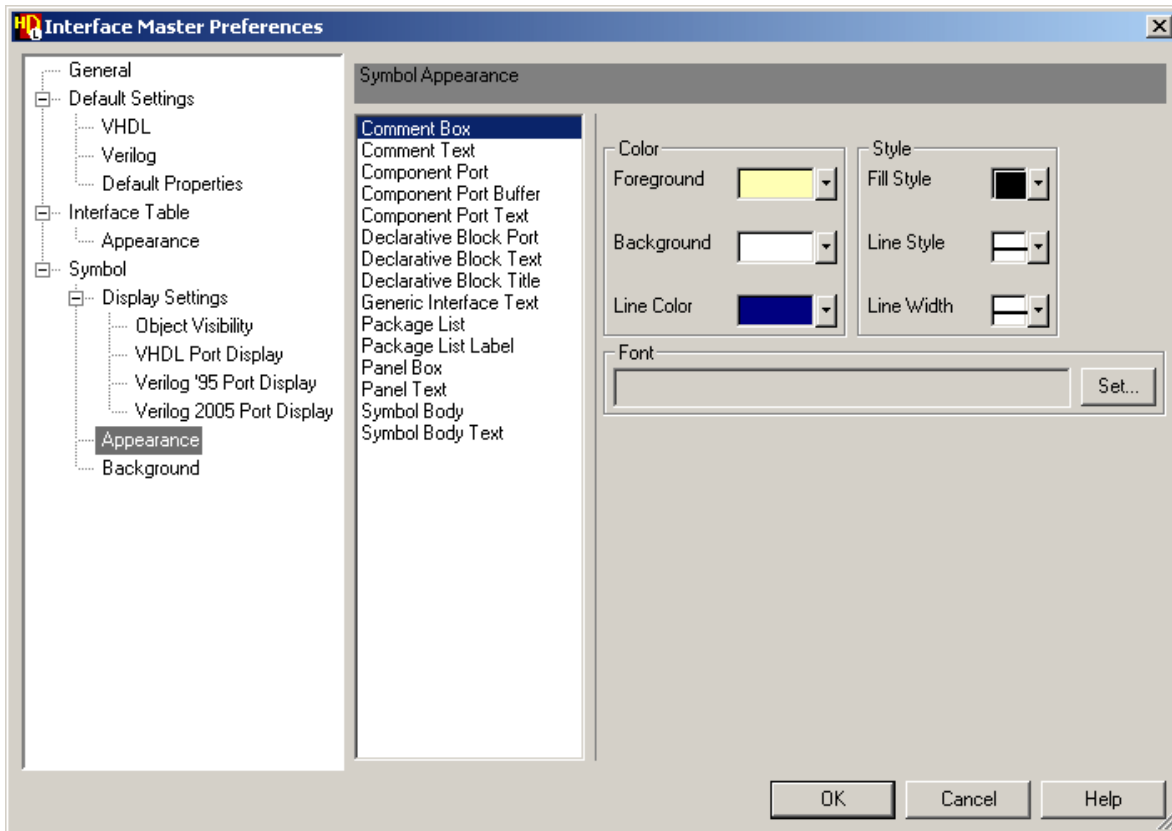 HDL Interface Master Preferences
General
Default Settings
VHDL
Verilog
Default Properties
Interface Table
Appearance
Symbol
Display Settings
Object Visibility
VHDL Port Display
Verilog '95 Port Display
Verilog 2005 Port Display
Appearance
Background
Symbol Appearance
Comment Box
Comment Text
Component Port
Component Port Buffer
Component Port Text
Declarative Block Port
Declarative Block Text
Declarative Block Title
Generic Interface Text
Package List
Package List Label
Panel Box
Panel Text
Symbol Body
Symbol Body Text
Color
Foreground
Background
Line Color
Style
Fill Style
Line Style
Line Width
Font
Set...
OK Cancel Help